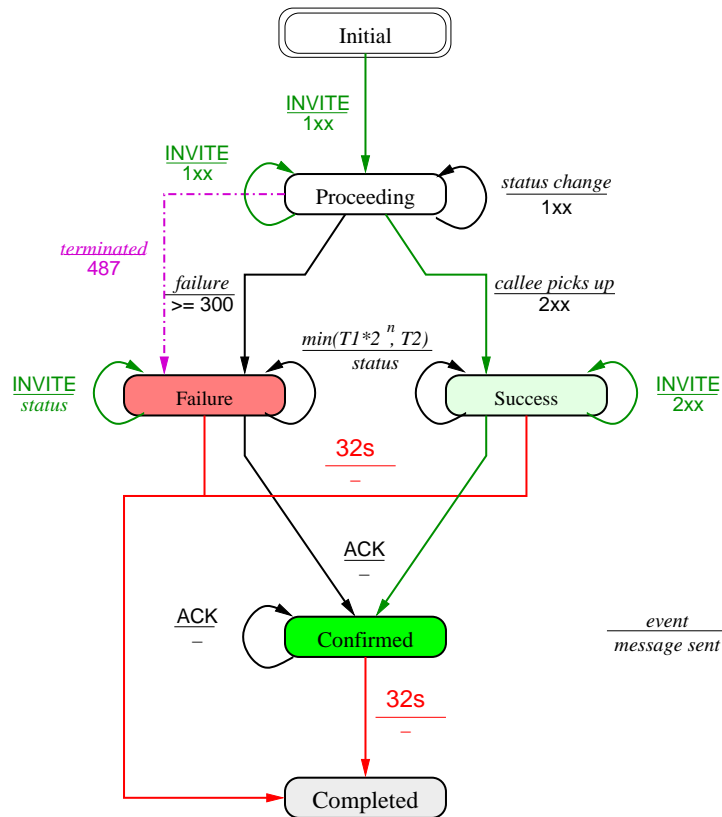 Initial
INVITE
1xx
INVITE
1xx
Proceeding
status change
1xx
terminated
487
failure
>= 300
callee picks up
2xx
min(T1*2 n, T2)
status
INVITE
status
Failure
Success
INVITE
2xx
32s
–
ACK
–
ACK
–
Confirmed
event
message sent
32s
–
Completed